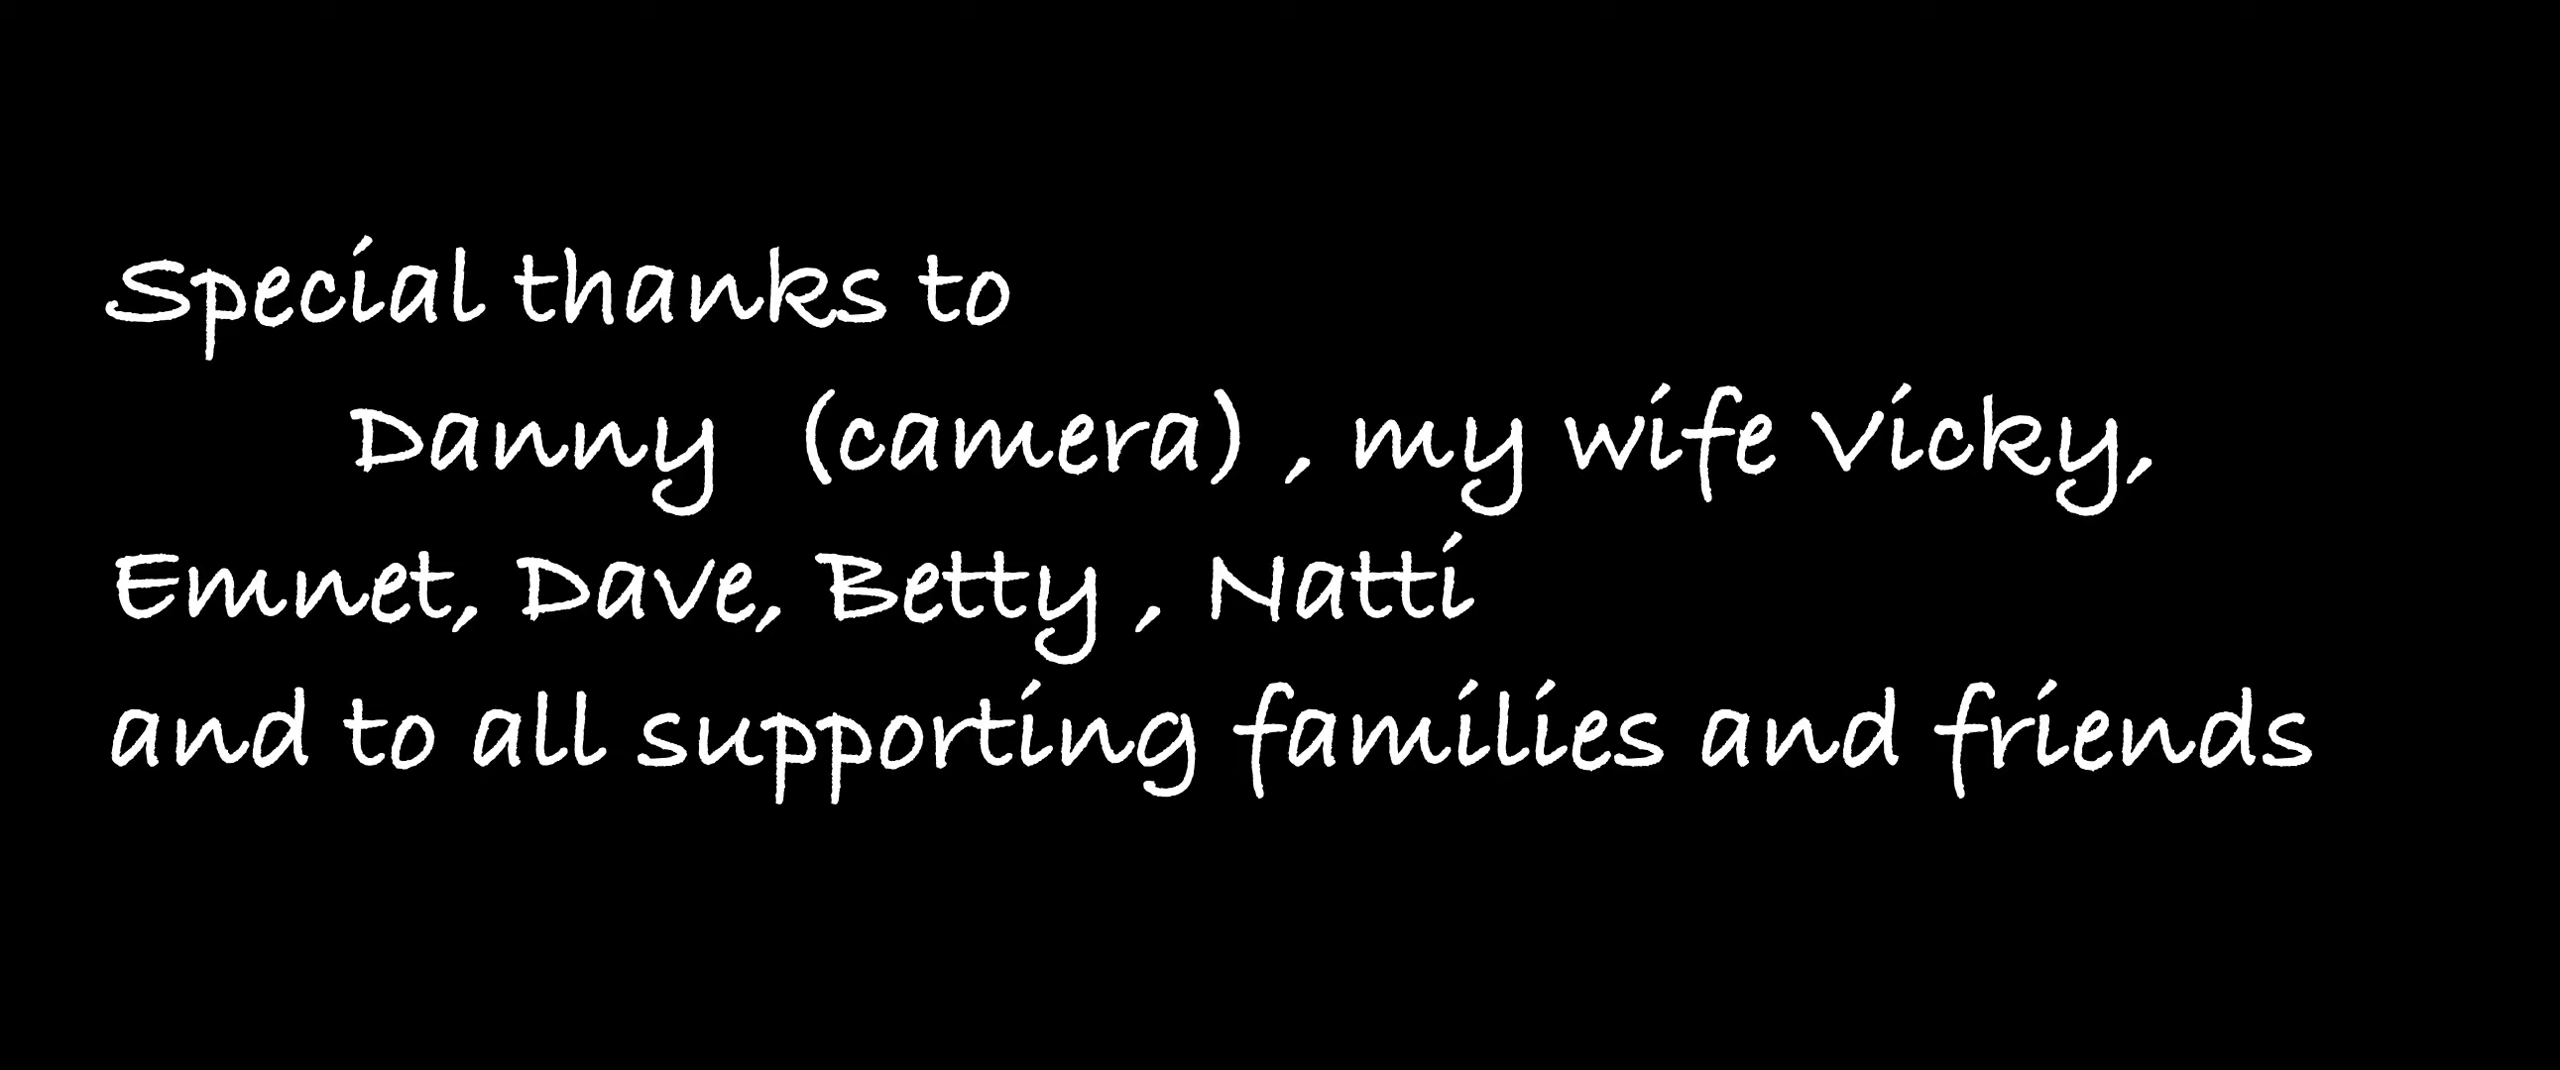 Special thanks to
Danny (camera) , my wife Vicky,
Emnet, Dave, Betty , Natti
and to all supporting families and friends